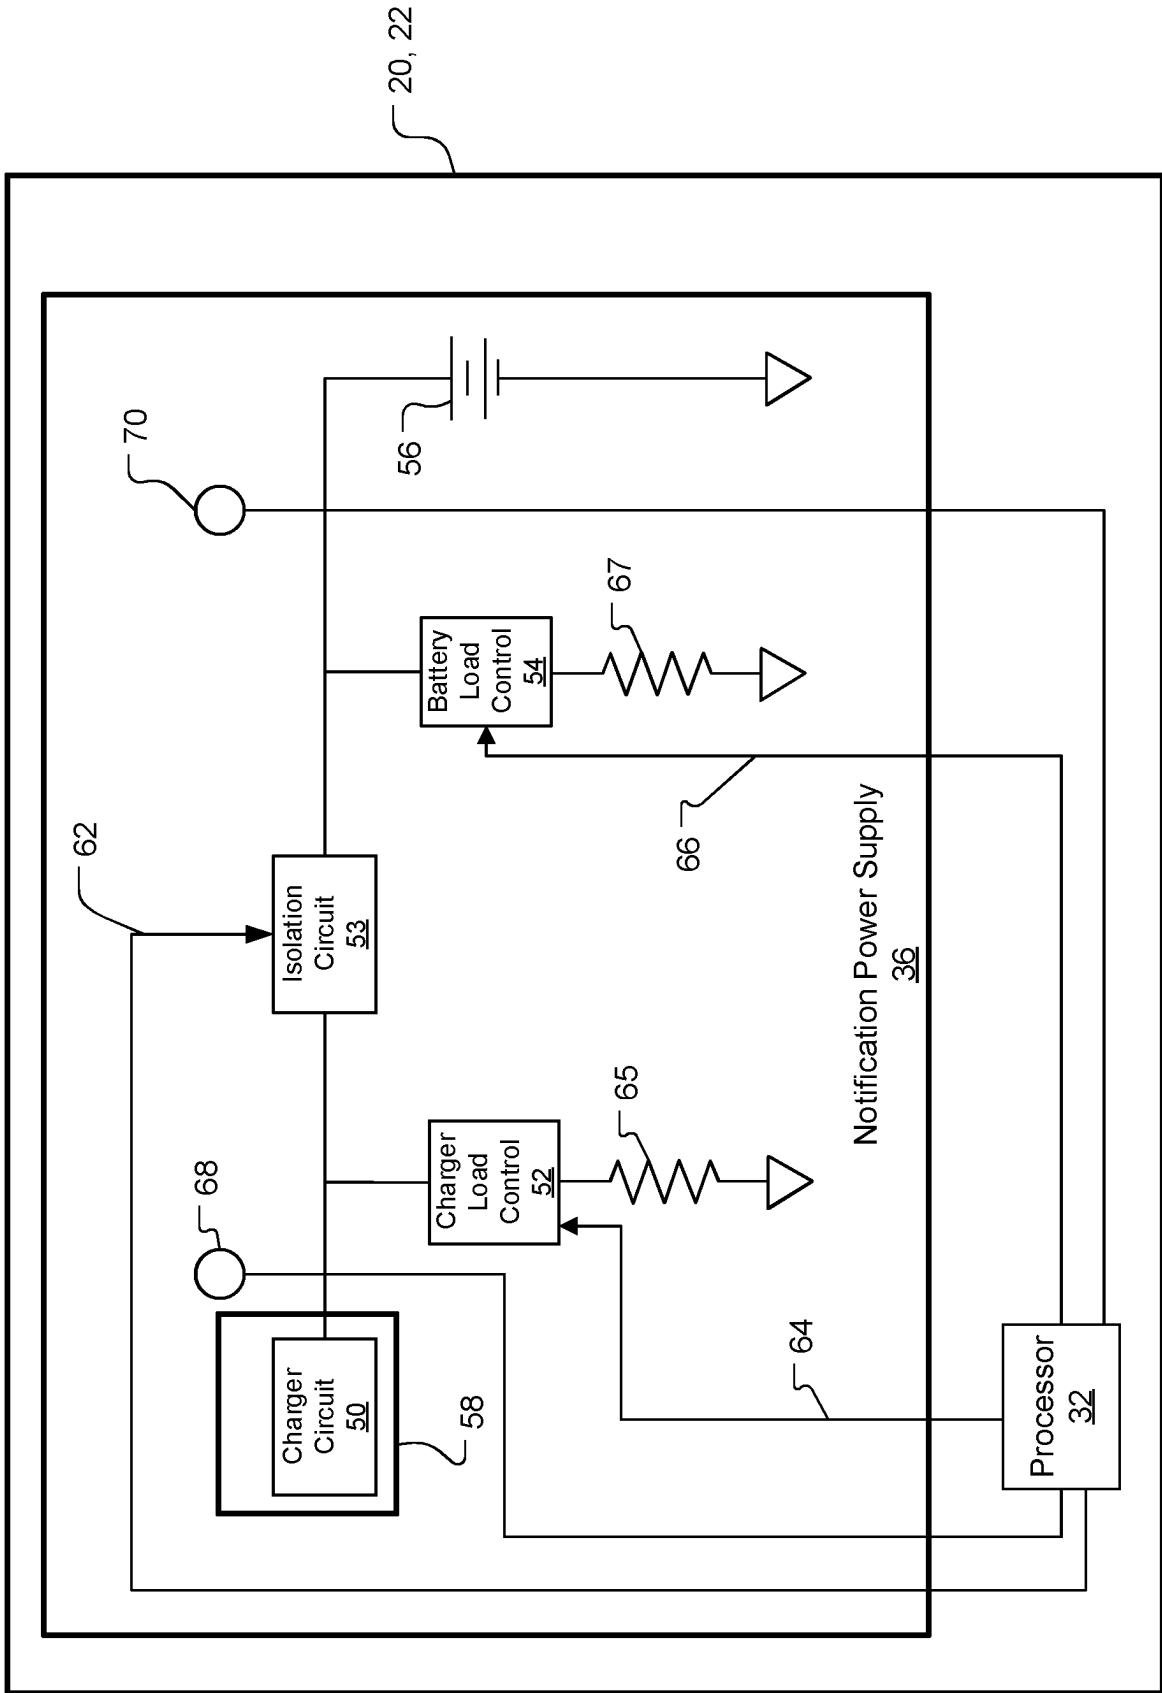 20, 22
70
62
68
56
Charger
Circuit
50
Isolation
Circuit
53
58
Charger
Load
Control
52
Battery
Load
Control
54
65
67
64
66
Notification Power Supply
36
Processor
32